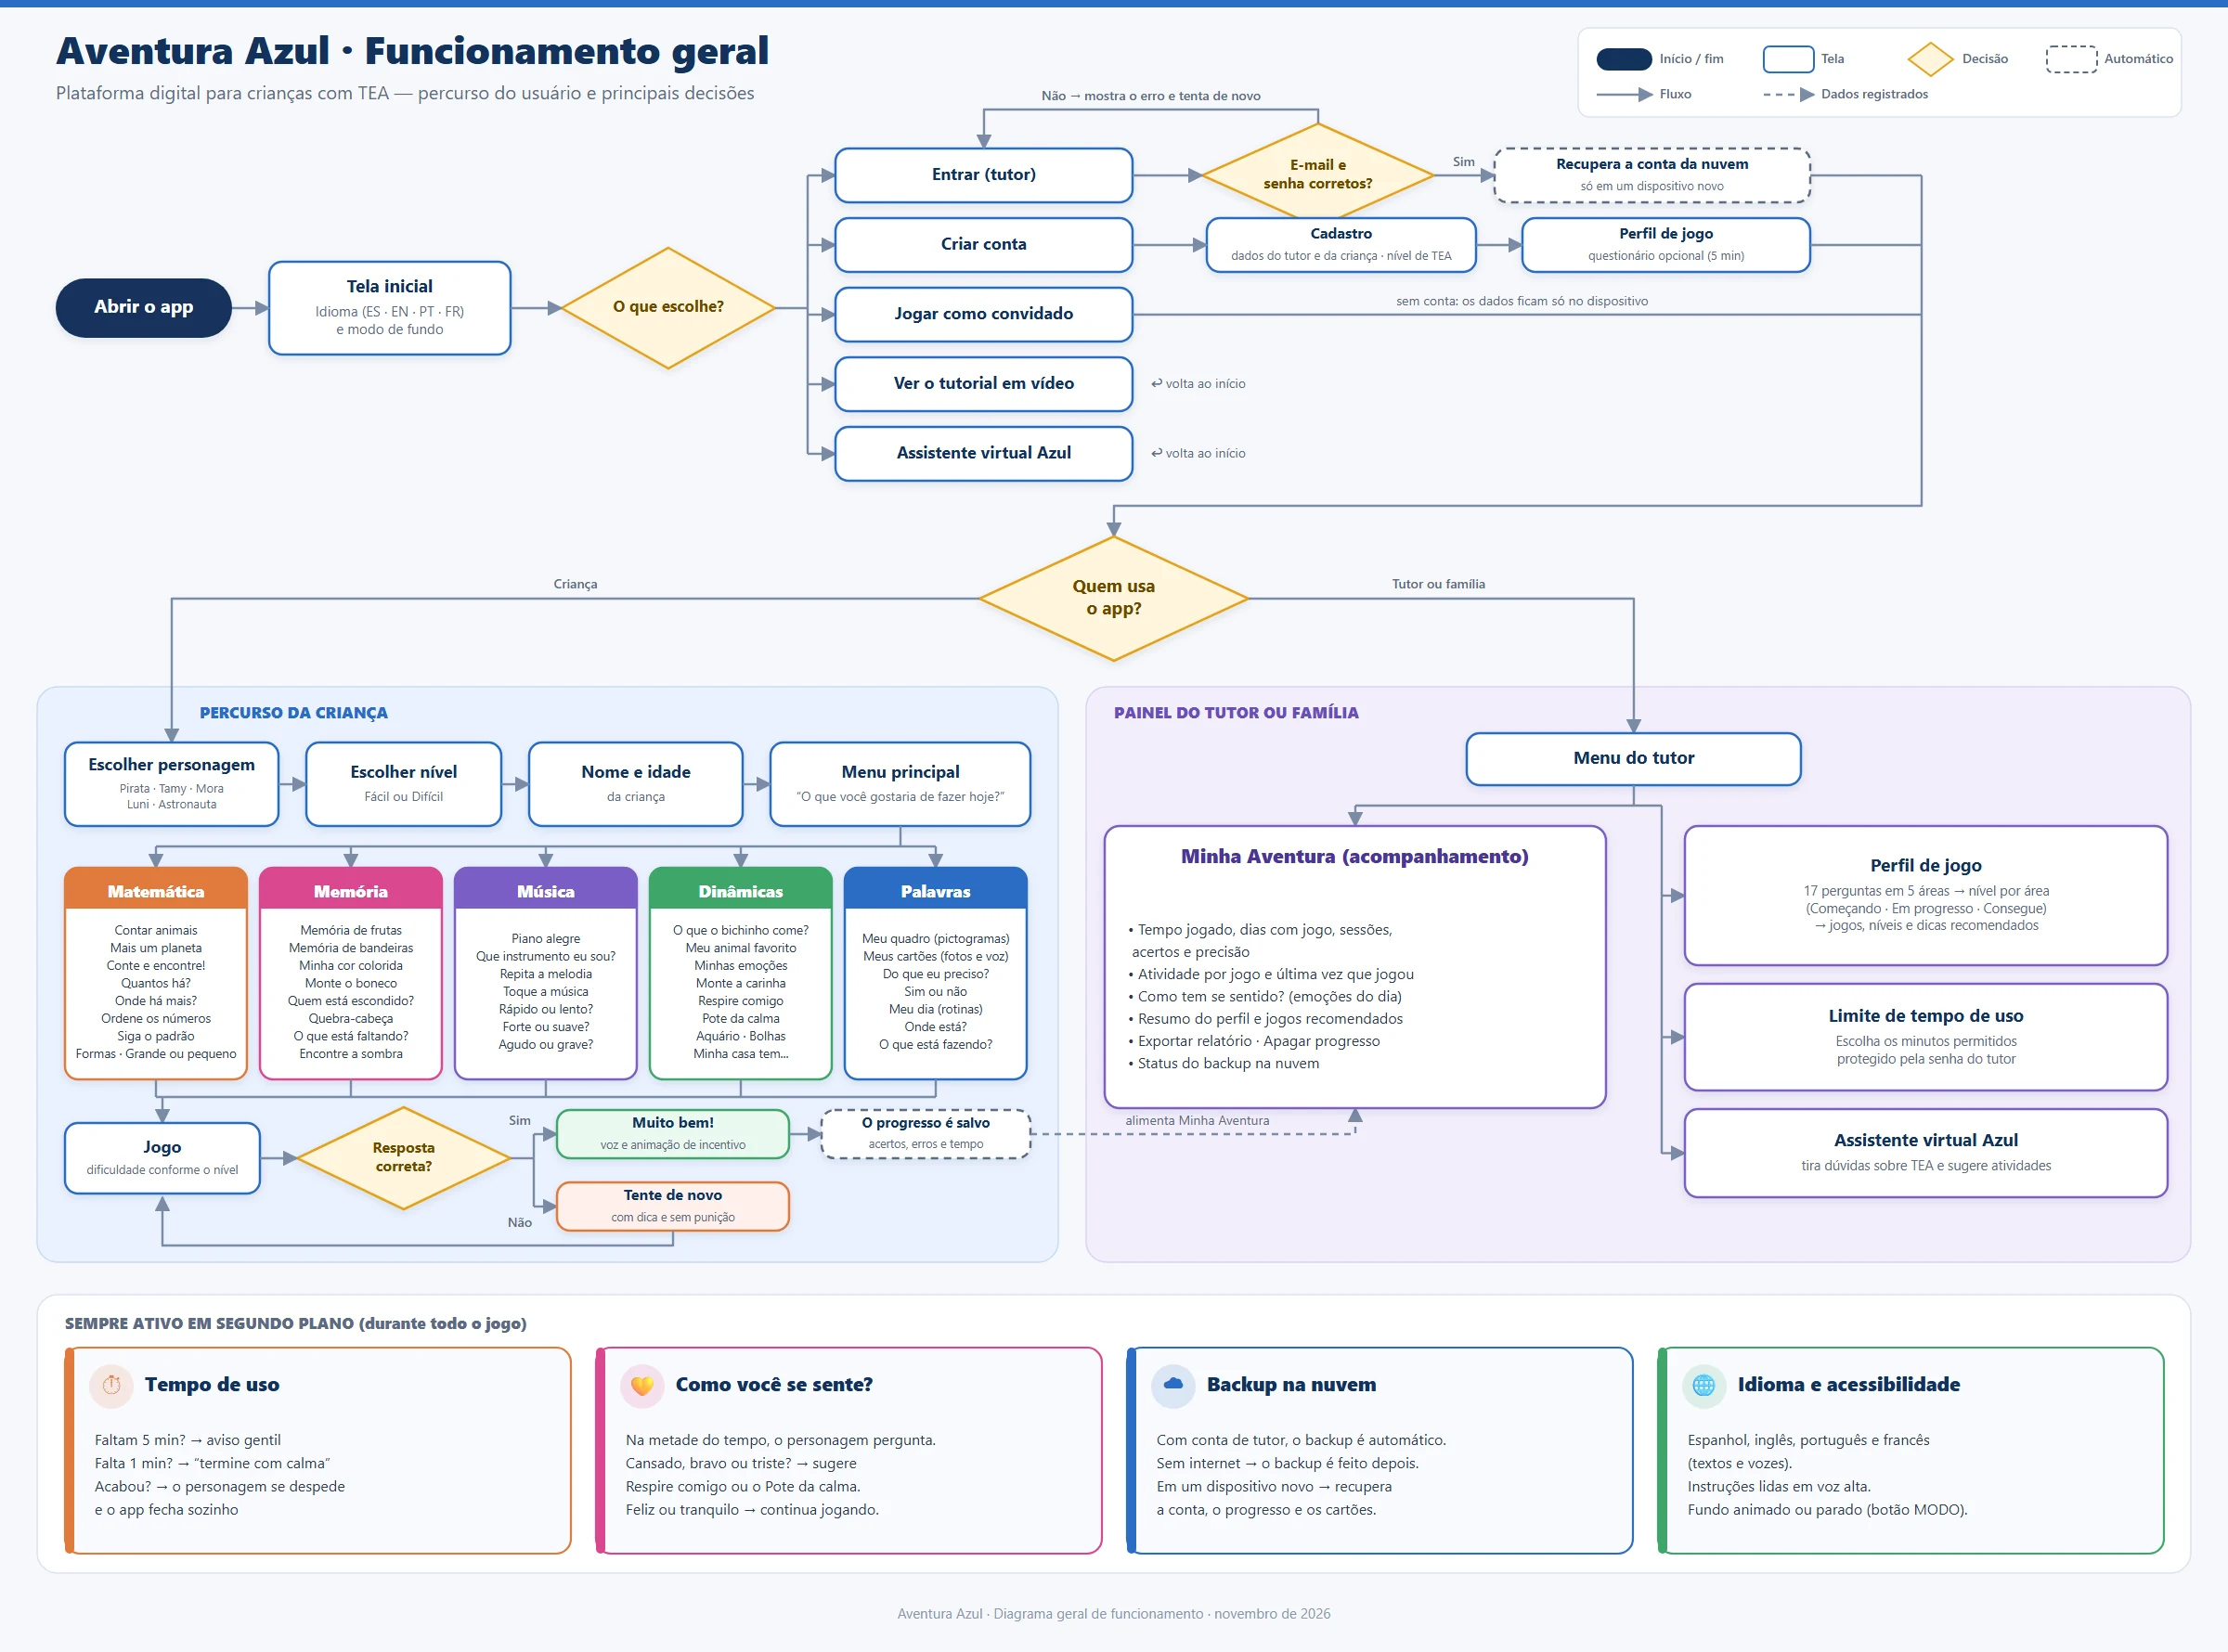 Aventura Azul · Funcionamento geral
Plataforma digital para crianças com TEA — percurso do usuário e principais decisões
Início / fim
Tela
Decisão
Automático
Fluxo
Dados registrados
Não → mostra o erro e tenta de novo
Entrar (tutor)
E-mail e
senha corretos?
Sim
Recupera a conta da nuvem
só em um dispositivo novo
Criar conta
Cadastro
dados do tutor e da criança · nível de TEA
Perfil de jogo
questionário opcional (5 min)
Abrir o app
Tela inicial
Idioma (ES · EN · PT · FR)
e modo de fundo
O que escolhe?
Jogar como convidado
sem conta: os dados ficam só no dispositivo
Ver o tutorial em vídeo
↩ volta ao início
Assistente virtual Azul
↩ volta ao início
Quem usa
o app?
Criança
Tutor ou família
PERCURSO DA CRIANÇA
Escolher personagem
Pirata · Tamy · Mora
Luni · Astronauta
Escolher nível
Fácil ou Difícil
Nome e idade
da criança
Menu principal
“O que você gostaria de fazer hoje?”
Matemática
Contar animais
Mais um planeta
Conte e encontre!
Quantos há?
Onde há mais?
Ordene os números
Siga o padrão
Formas · Grande ou pequeno
Memória
Memória de frutas
Memória de bandeiras
Minha cor colorida
Monte o boneco
Quem está escondido?
Quebra-cabeça
O que está faltando?
Encontre a sombra
Música
Piano alegre
Que instrumento eu sou?
Repita a melodia
Toque a música
Rápido ou lento?
Forte ou suave?
Agudo ou grave?
Dinâmicas
O que o bichinho come?
Meu animal favorito
Minhas emoções
Monte a carinha
Respire comigo
Pote da calma
Aquário · Bolhas
Minha casa tem...
Palavras
Meu quadro (pictogramas)
Meus cartões (fotos e voz)
Do que eu preciso?
Sim ou não
Meu dia (rotinas)
Onde está?
O que está fazendo?
Jogo
dificuldade conforme o nível
Resposta
correta?
Sim
Muito bem!
voz e animação de incentivo
O progresso é salvo
acertos, erros e tempo
Não
Tente de novo
com dica e sem punição
alimenta Minha Aventura
PAINEL DO TUTOR OU FAMÍLIA
Menu do tutor
Minha Aventura (acompanhamento)
• Tempo jogado, dias com jogo, sessões,
acertos e precisão
• Atividade por jogo e última vez que jogou
• Como tem se sentido? (emoções do dia)
• Resumo do perfil e jogos recomendados
• Exportar relatório · Apagar progresso
• Status do backup na nuvem
Perfil de jogo
17 perguntas em 5 áreas → nível por área
(Começando · Em progresso · Consegue)
→ jogos, níveis e dicas recomendados
Limite de tempo de uso
Escolha os minutos permitidos
protegido pela senha do tutor
Assistente virtual Azul
tira dúvidas sobre TEA e sugere atividades
SEMPRE ATIVO EM SEGUNDO PLANO (durante todo o jogo)
Tempo de uso
Faltam 5 min? → aviso gentil
Falta 1 min? → “termine com calma”
Acabou? → o personagem se despede
e o app fecha sozinho
Como você se sente?
Na metade do tempo, o personagem pergunta.
Cansado, bravo ou triste? → sugere
Respire comigo ou o Pote da calma.
Feliz ou tranquilo → continua jogando.
Backup na nuvem
Com conta de tutor, o backup é automático.
Sem internet → o backup é feito depois.
Em um dispositivo novo → recupera
a conta, o progresso e os cartões.
Idioma e acessibilidade
Espanhol, inglês, português e francês
(textos e vozes).
Instruções lidas em voz alta.
Fundo animado ou parado (botão MODO).
Aventura Azul · Diagrama geral de funcionamento · novembro de 2026